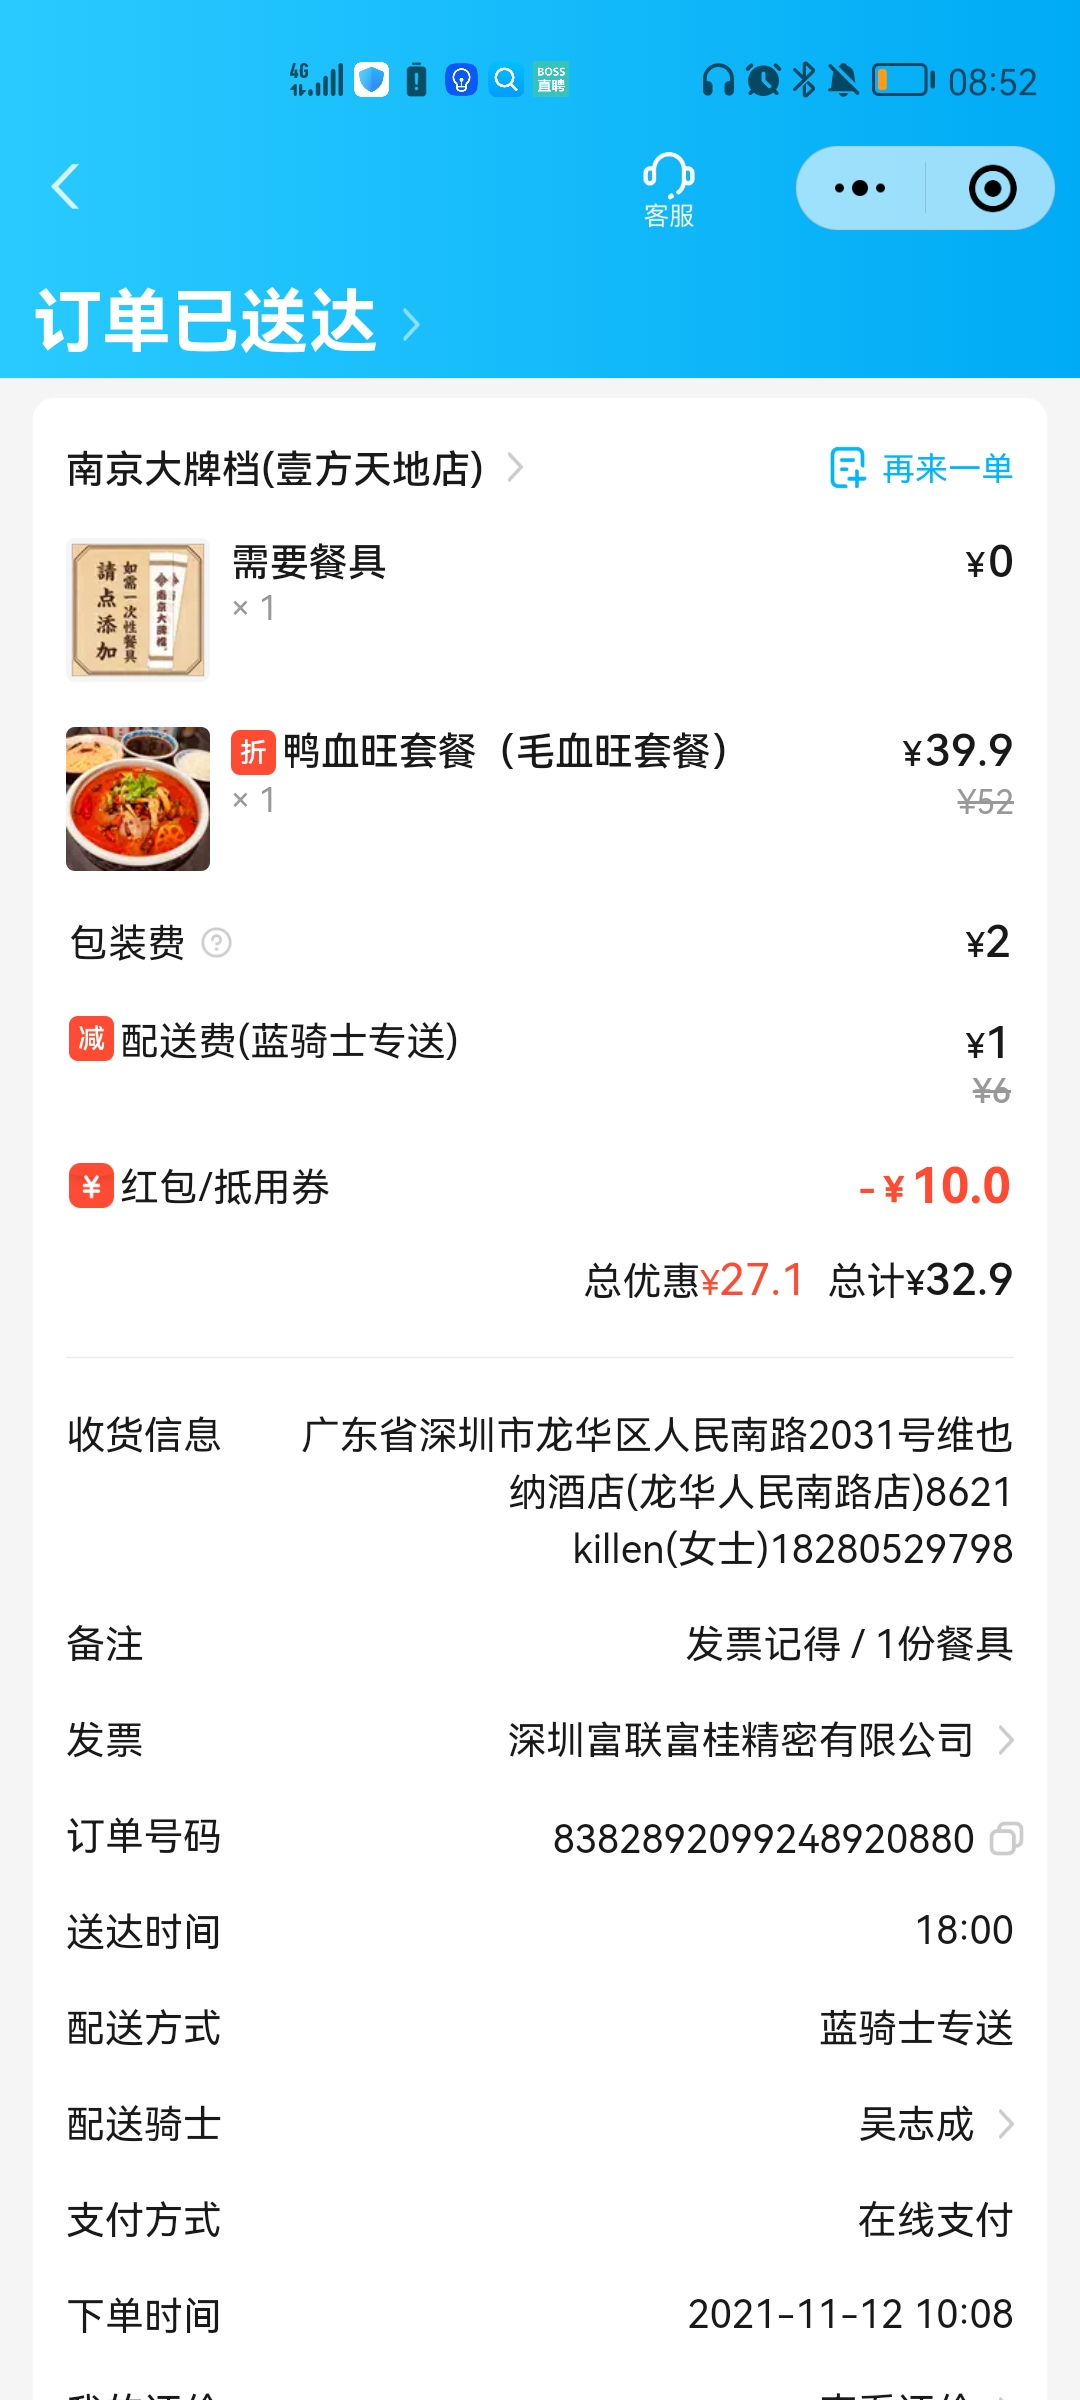 4G
BOSS
直聘
08:52
客服
订单已送达
南京大牌档(壹方天地店)
再来一单
如需一次性餐具
請点添加
南京大牌檔
需要餐具
¥0
× 1
折 鸭血旺套餐（毛血旺套餐）
¥39.9
× 1
¥52
包装费 ?
¥2
减 配送费(蓝骑士专送)
¥1
¥6
¥ 红包/抵用券
-¥10.0
总优惠¥27.1 总计¥32.9
收货信息
广东省深圳市龙华区人民南路2031号维也
纳酒店(龙华人民南路店)8621
killen(女士)18280529798
备注
发票记得 / 1份餐具
发票
深圳富联富桂精密有限公司
订单号码
8382892099248920880
送达时间
18:00
配送方式
蓝骑士专送
配送骑士
吴志成
支付方式
在线支付
下单时间
2021-11-12 10:08